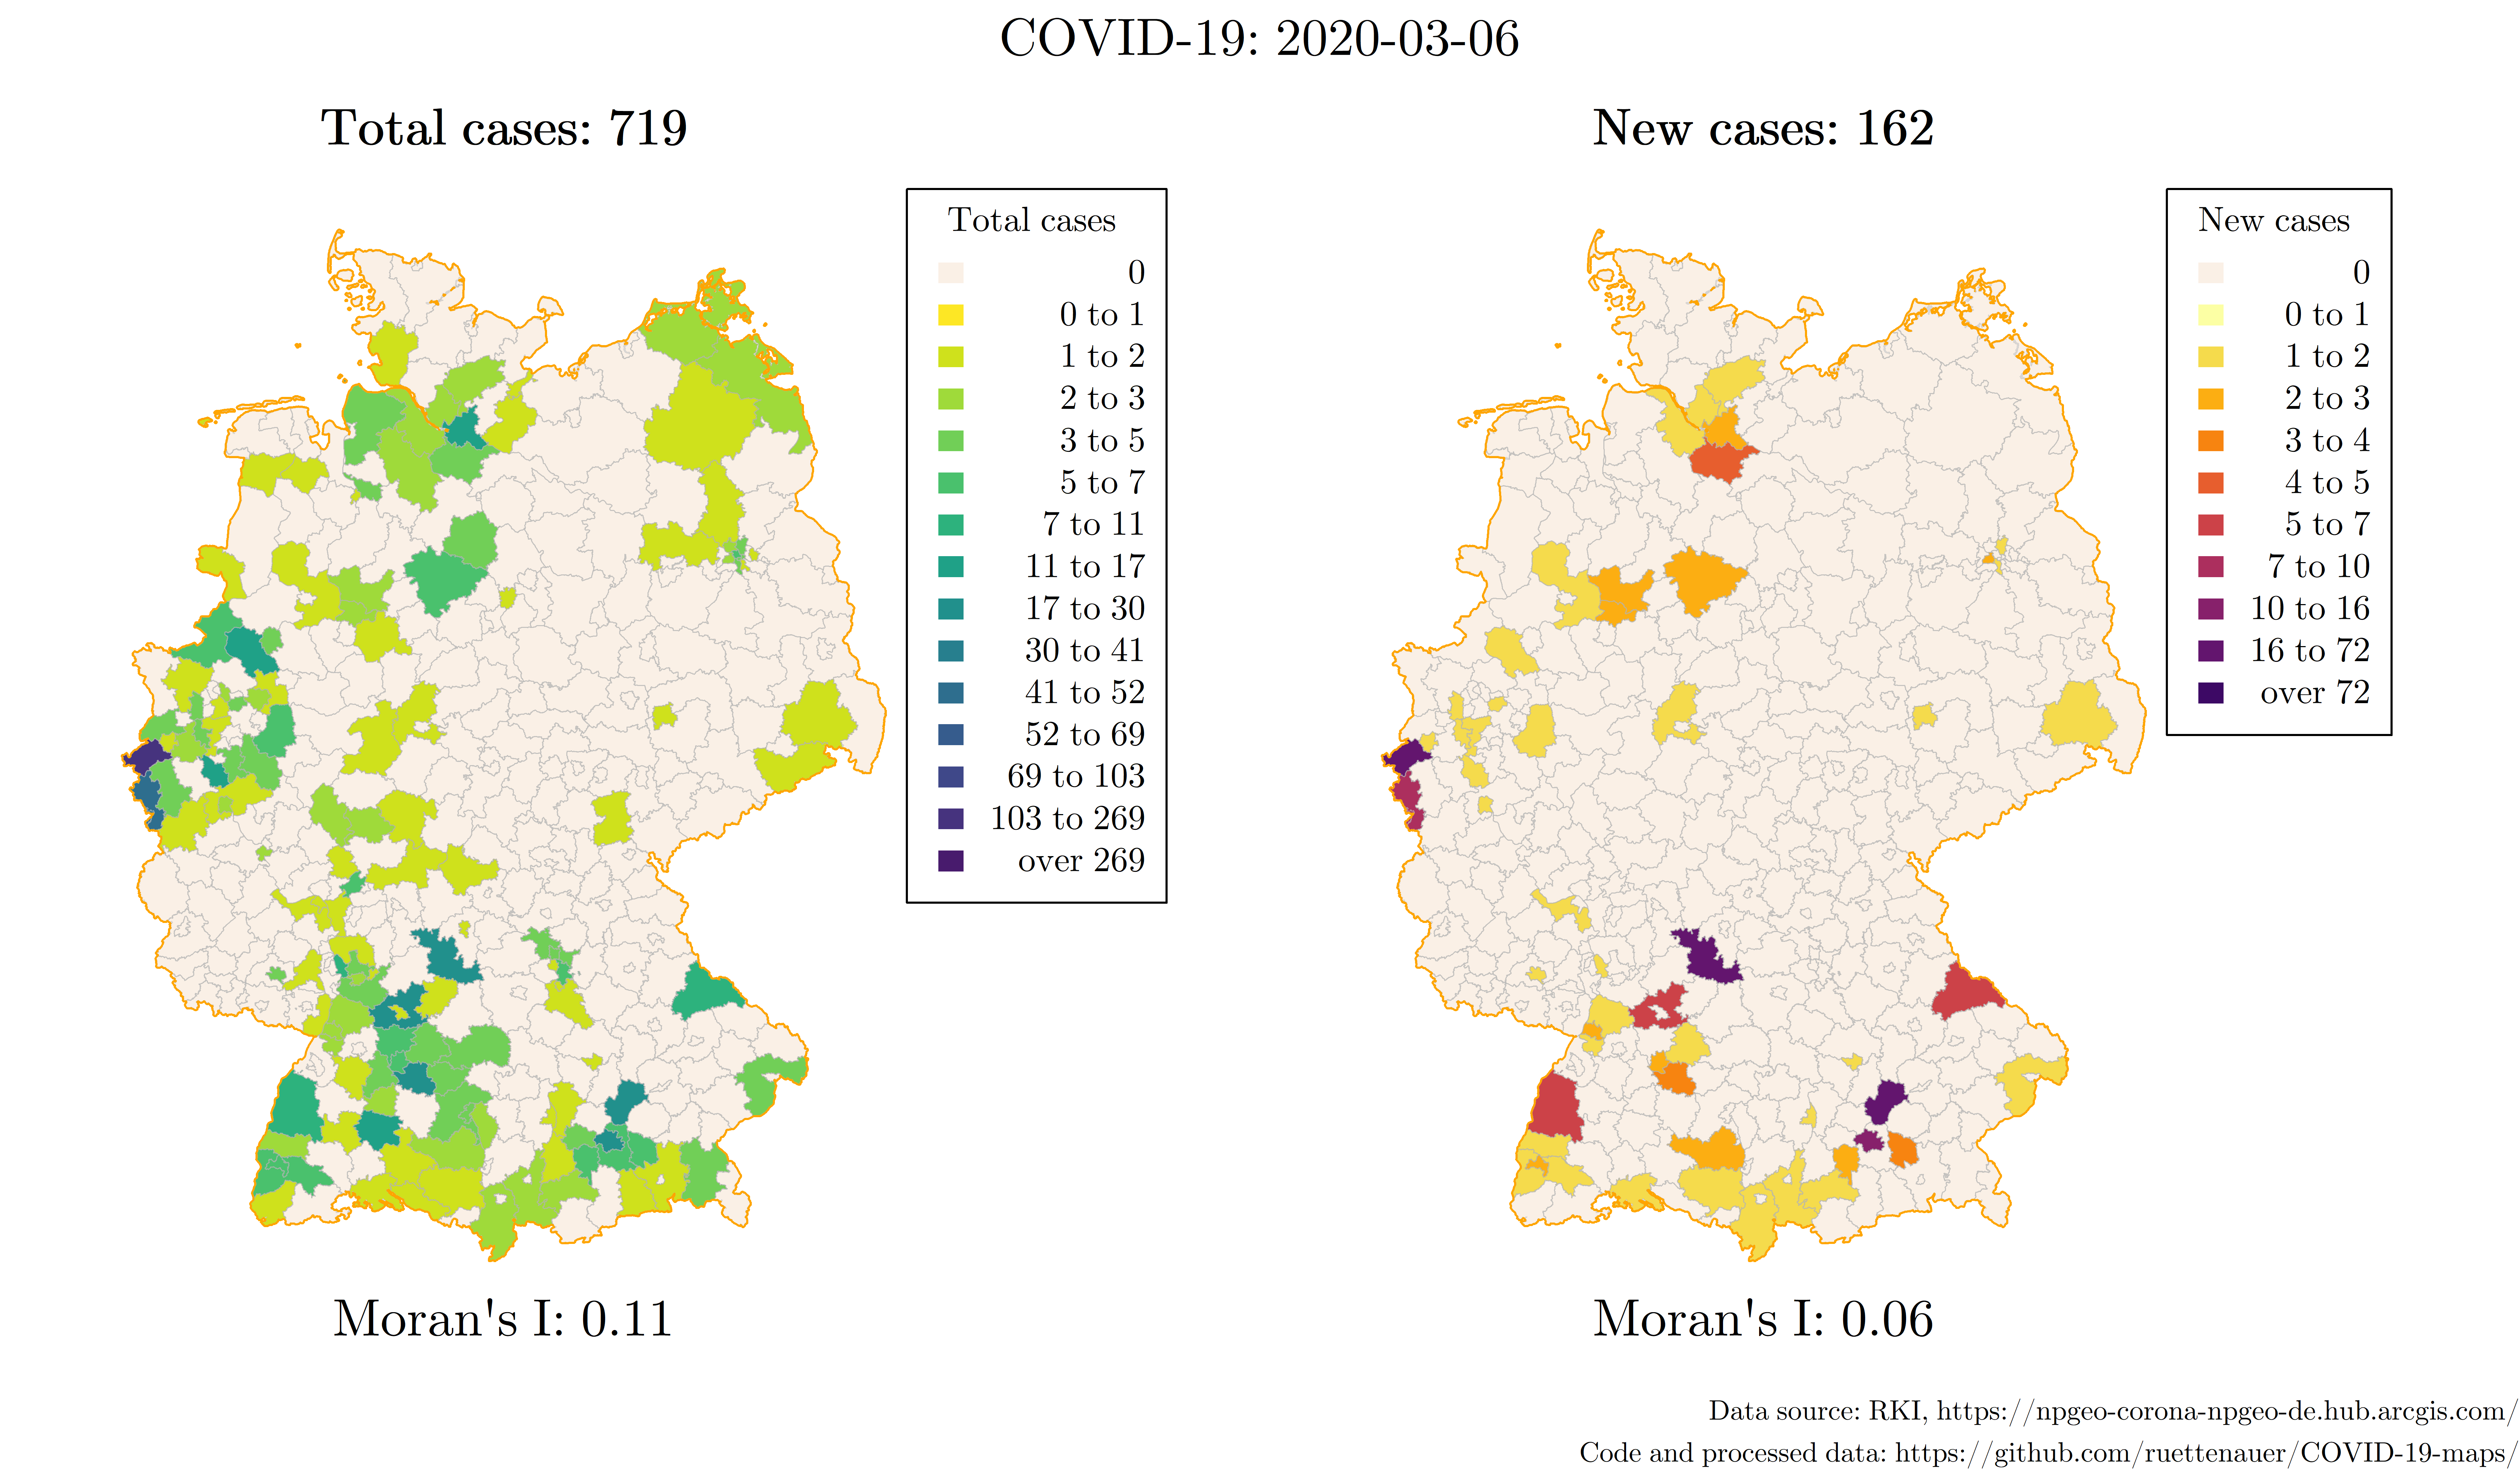 COVID-19: 2020-03-06
Total cases: 719
Total cases
0
0 to 1
1 to 2
2 to 3
3 to 5
5 to 7
7 to 11
11 to 17
17 to 30
30 to 41
41 to 52
52 to 69
69 to 103
103 to 269
over 269
Moran's I: 0.11
New cases: 162
New cases
0
0 to 1
1 to 2
2 to 3
3 to 4
4 to 5
5 to 7
7 to 10
10 to 16
16 to 72
over 72
Moran's I: 0.06
Data source: RKI, https://npgeo-corona-npgeo-de.hub.arcgis.com/
Code and processed data: https://github.com/ruettenauer/COVID-19-maps/